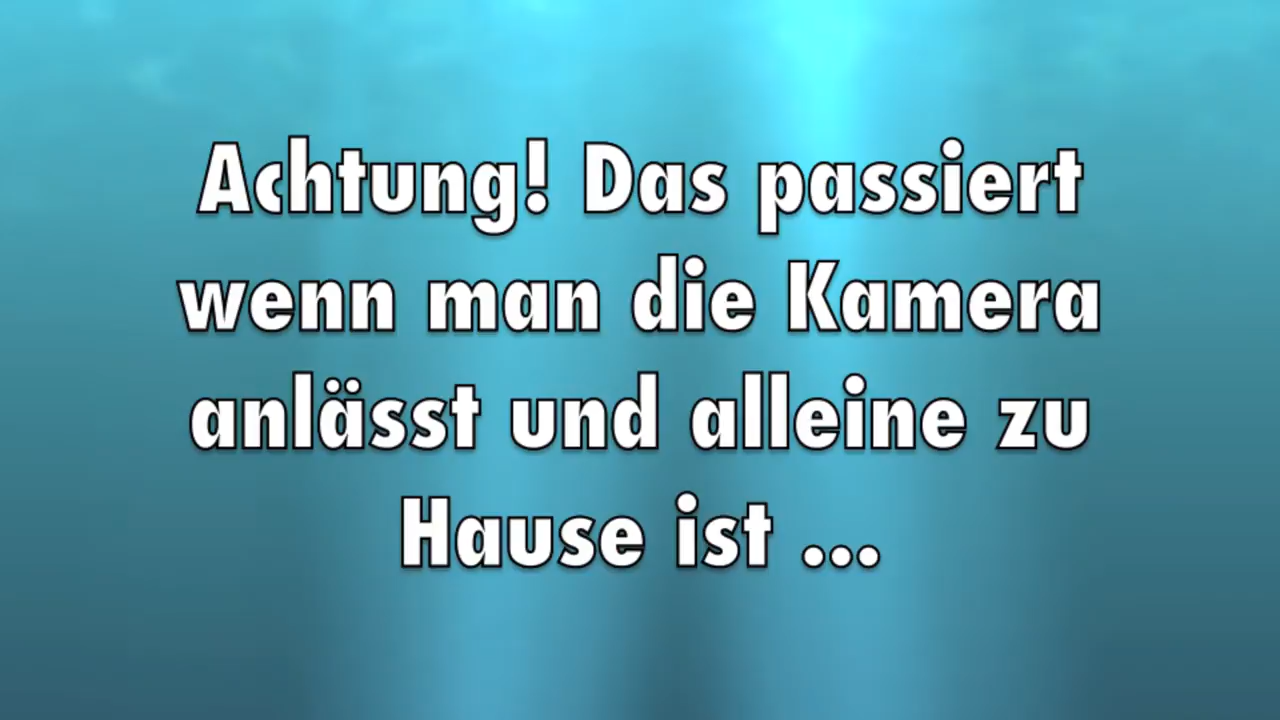 Achtung! Das passiert
wenn man die Kamera
anlässt und alleine zu
Hause ist ...